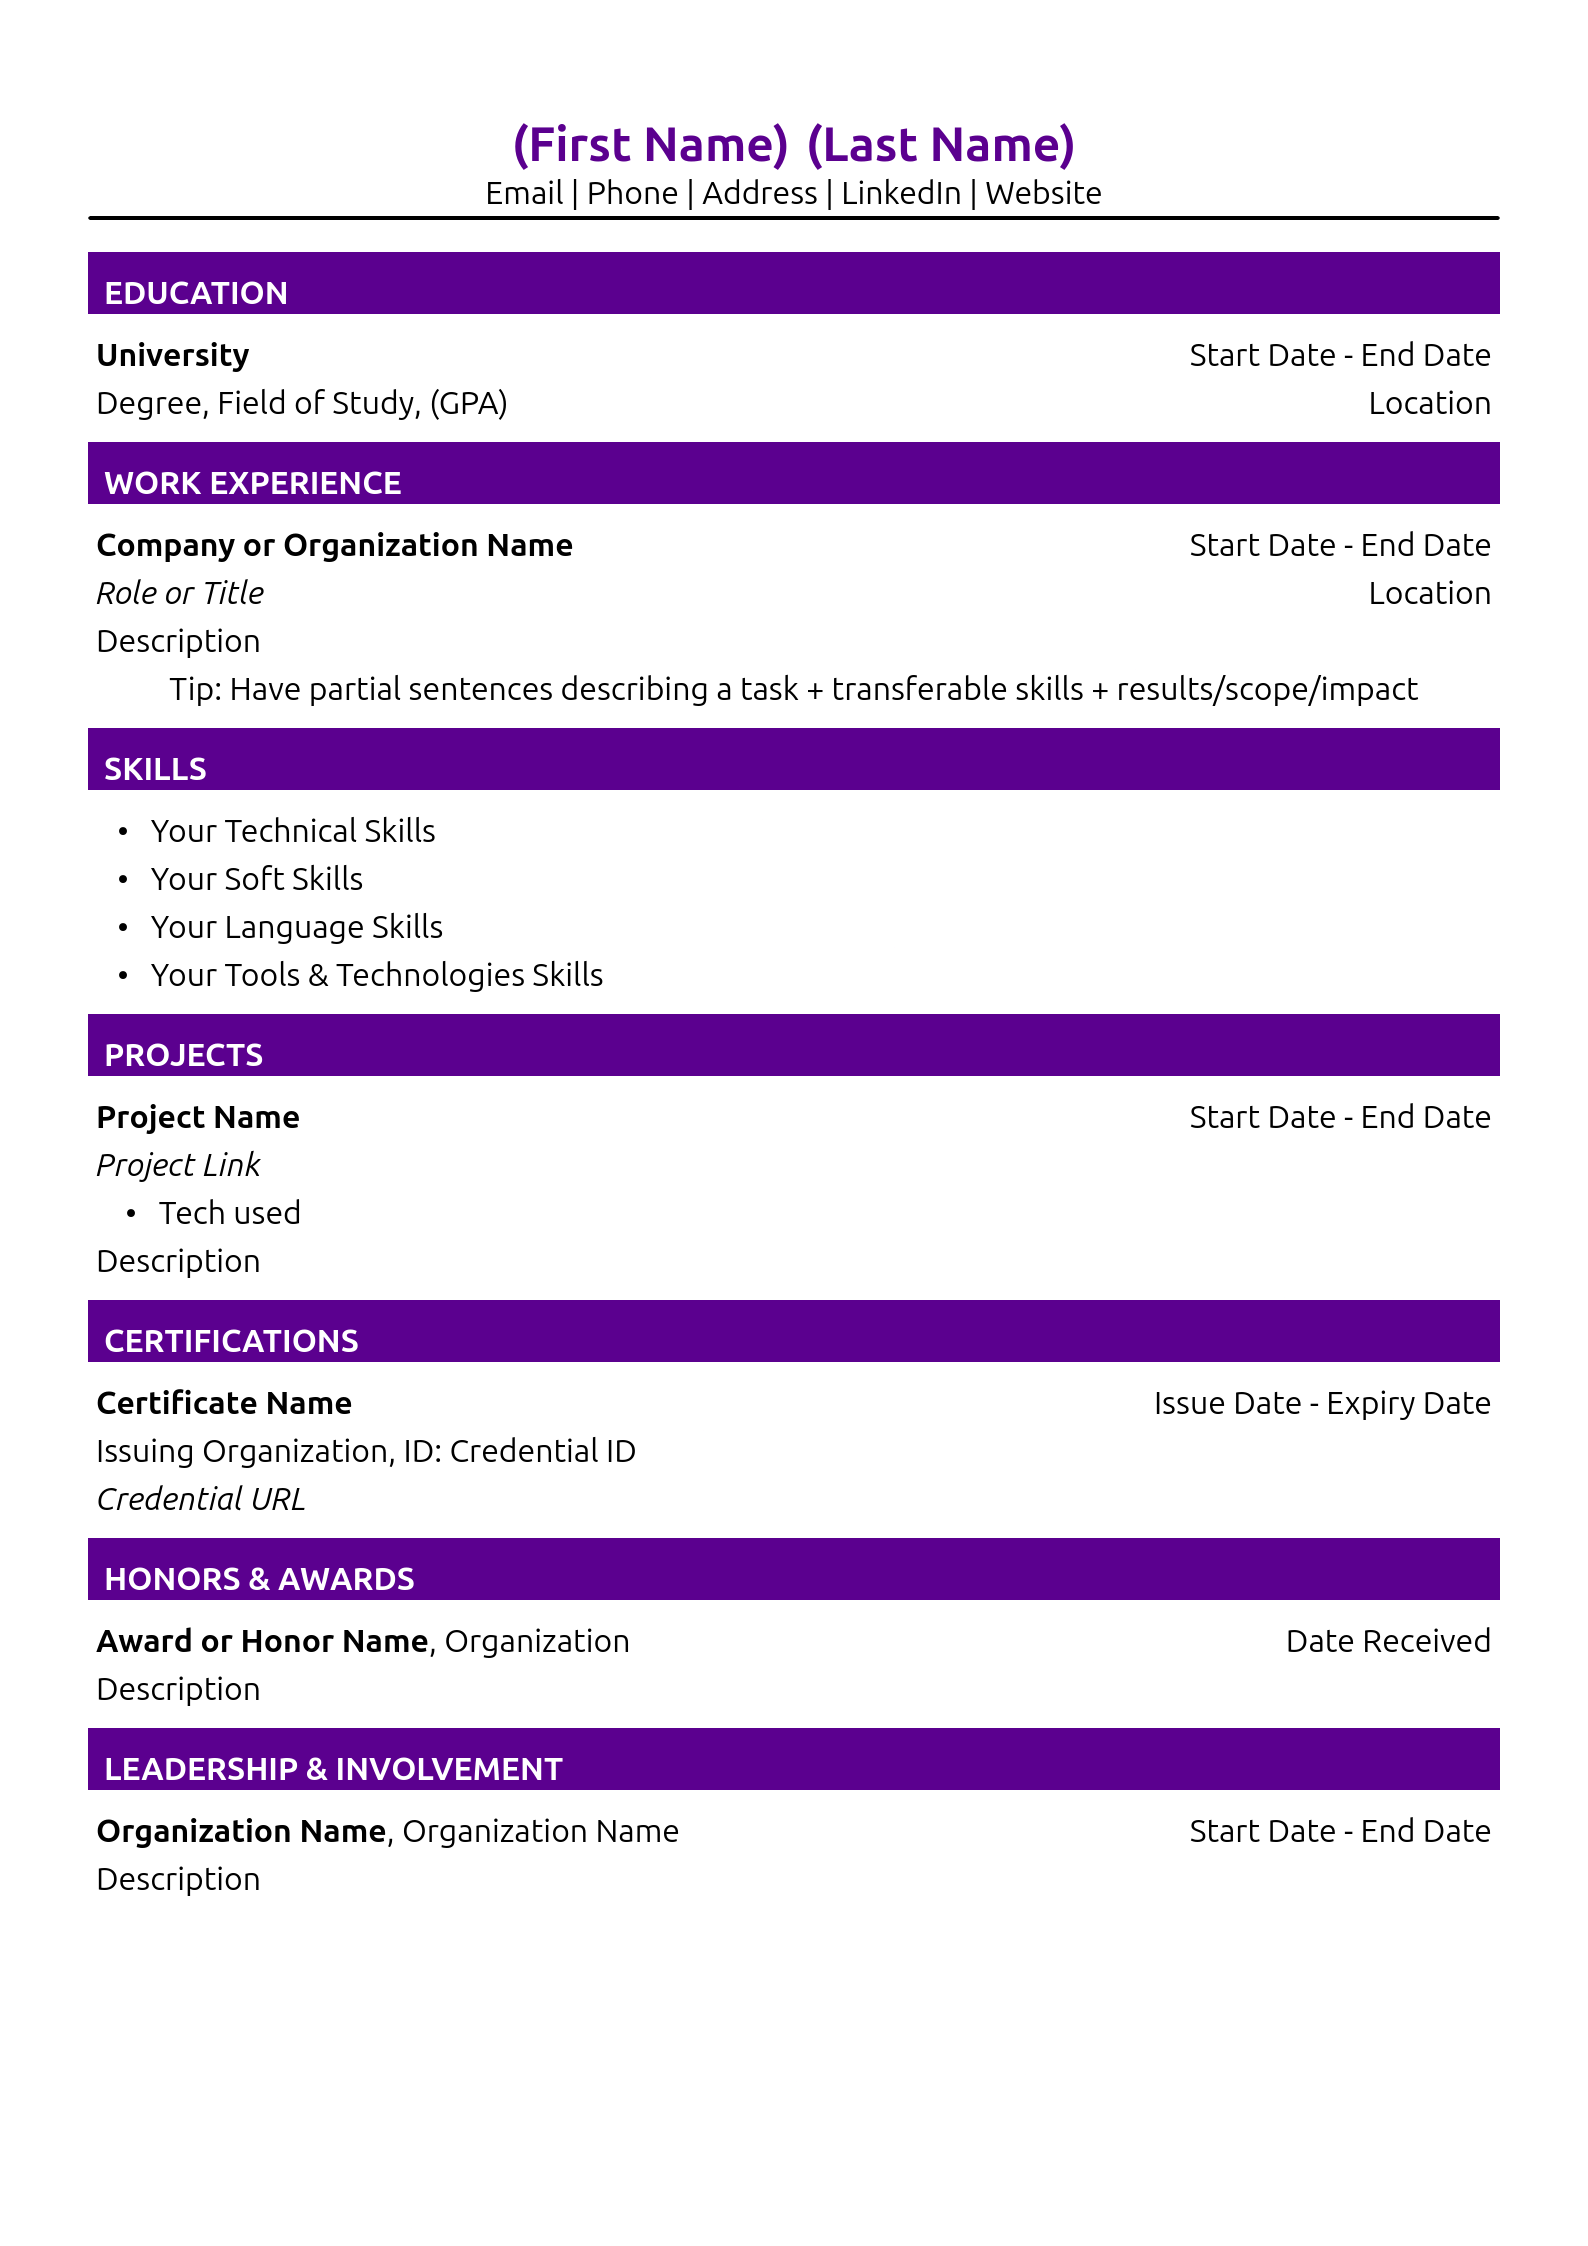 (First Name) (Last Name)
Email | Phone | Address | LinkedIn | Website
EDUCATION
University Start Date - End Date
Degree, Field of Study, (GPA) Location
WORK EXPERIENCE
Company or Organization Name Start Date - End Date
Role or Title Location
Description
Tip: Have partial sentences describing a task + transferable skills + results/scope/impact
SKILLS
• Your Technical Skills
• Your Soft Skills
• Your Language Skills
• Your Tools & Technologies Skills
PROJECTS
Project Name Start Date - End Date
Project Link
• Tech used
Description
CERTIFICATIONS
Certificate Name Issue Date - Expiry Date
Issuing Organization, ID: Credential ID
Credential URL
HONORS & AWARDS
Award or Honor Name, Organization Date Received
Description
LEADERSHIP & INVOLVEMENT
Organization Name, Organization Name Start Date - End Date
Description